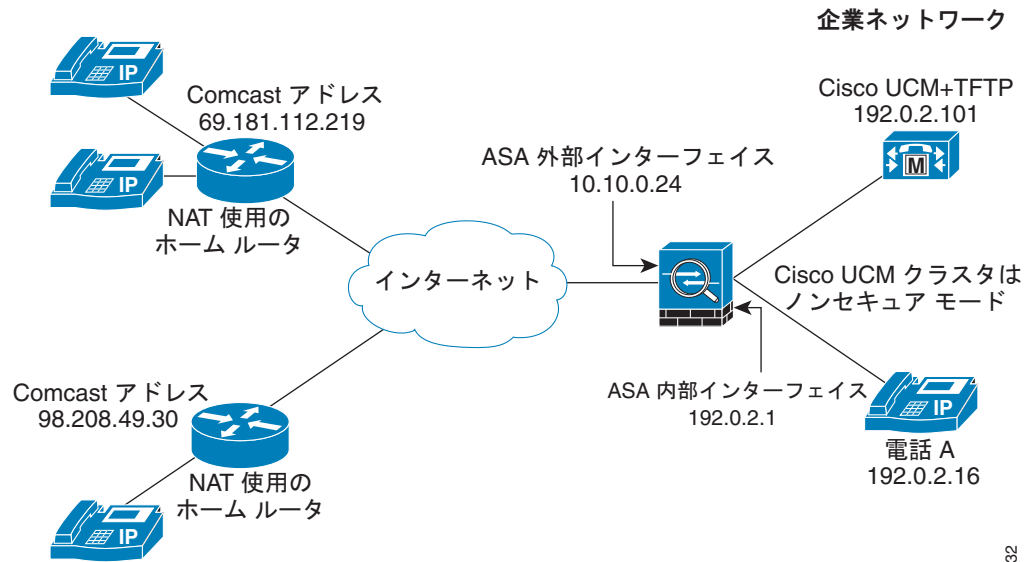 企業ネットワーク
IP
Comcast アドレス
69.181.112.219
Cisco UCM+TFTP
192.0.2.101
ASA 外部インターフェイス
10.10.0.24
M
IP
NAT 使用の
ホーム ルータ
インターネット
Cisco UCM クラスタは
ノンセキュア モード
Comcast アドレス
98.208.49.30
ASA 内部インターフェイス
192.0.2.1
IP
電話 A
192.0.2.16
NAT 使用の
ホーム ルータ
IP
32